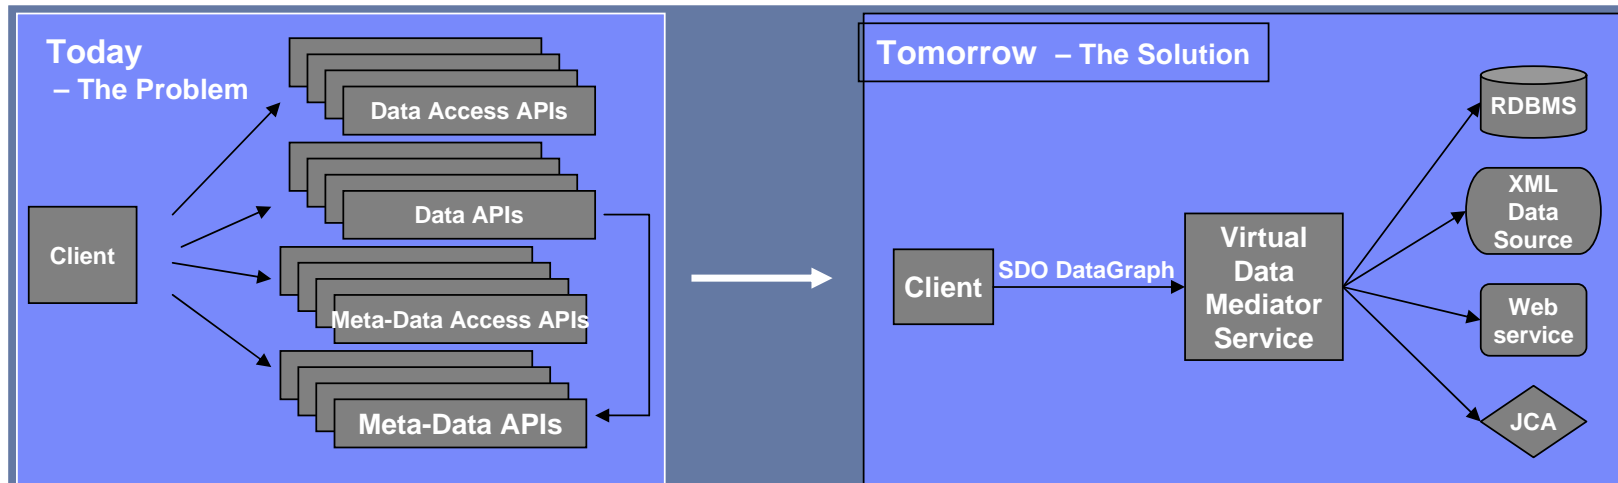 Today
– The Problem
Data Access APIs
Data APIs
Client
Meta-Data Access APIs
Meta-Data APIs
Tomorrow – The Solution
Client
SDO DataGraph
Virtual
Data
Mediator
Service
RDBMS
XML
Data
Source
Web
service
JCA